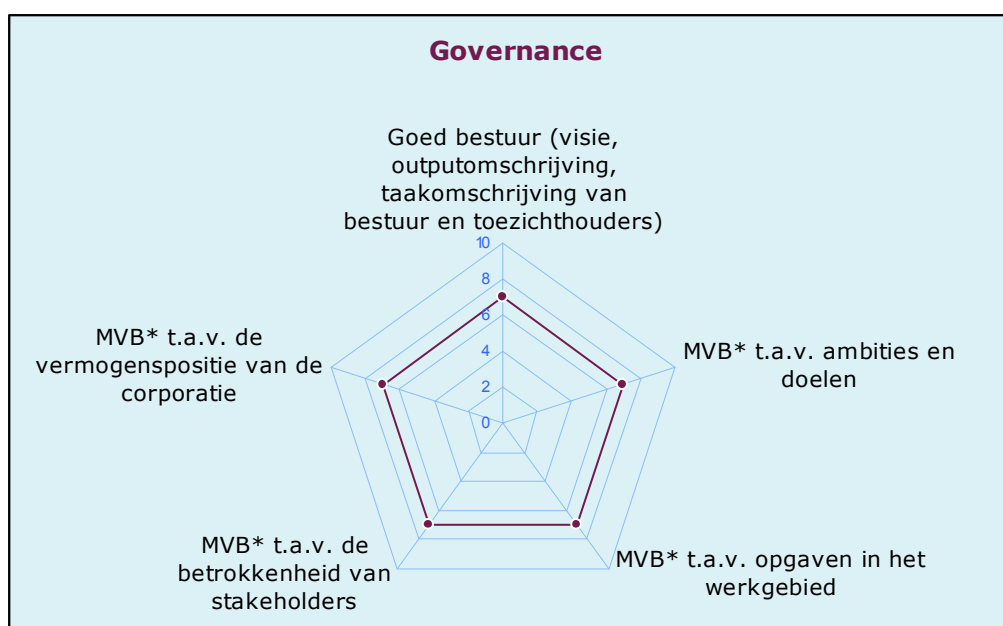 Governance
Goed bestuur (visie,
outputomschrijving,
taakomschrijving van
bestuur en toezichthouders)
10
8
6
4
2
0
MVB* t.a.v. de
vermogenspositie van de
corporatie
MVB* t.a.v. ambities en
doelen
MVB* t.a.v. de
betrokkenheid van
stakeholders
MVB* t.a.v. opgaven in het
werkgebied